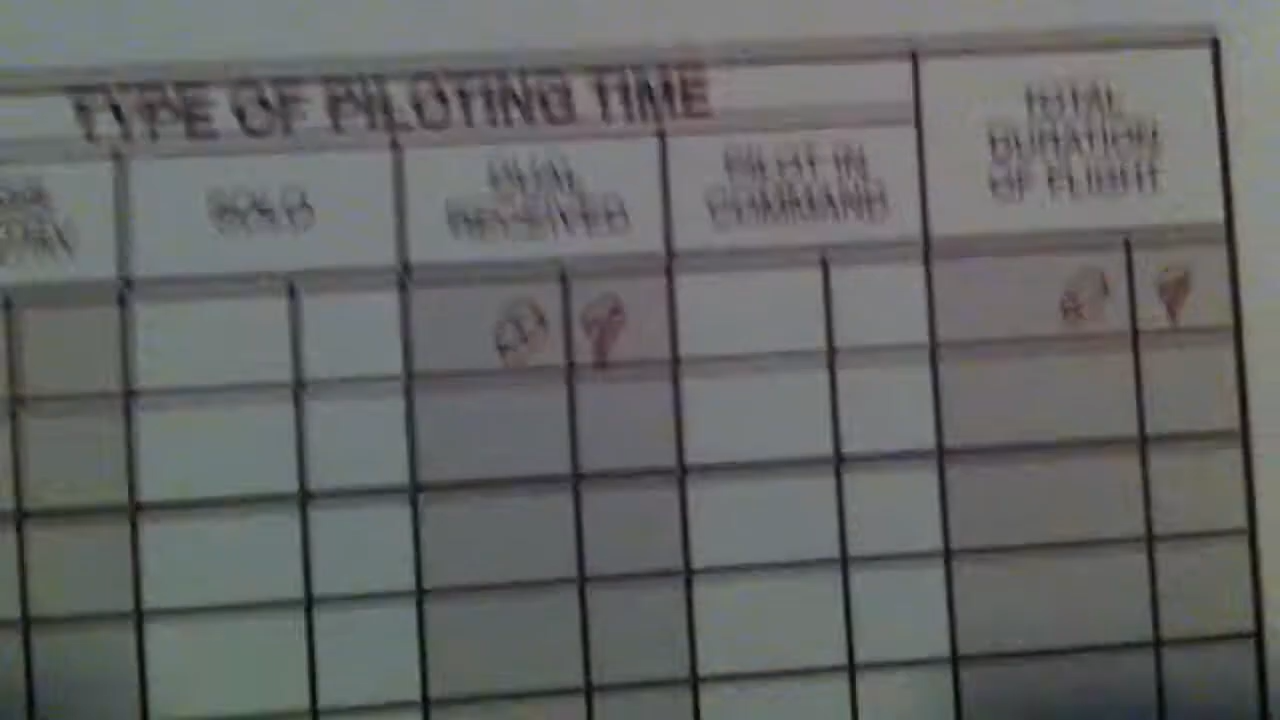 TYPE OF PILOTING TIME
SOLO
DUAL
RECEIVED
PILOT IN
COMMAND
TOTAL
DURATION
OF FLIGHT